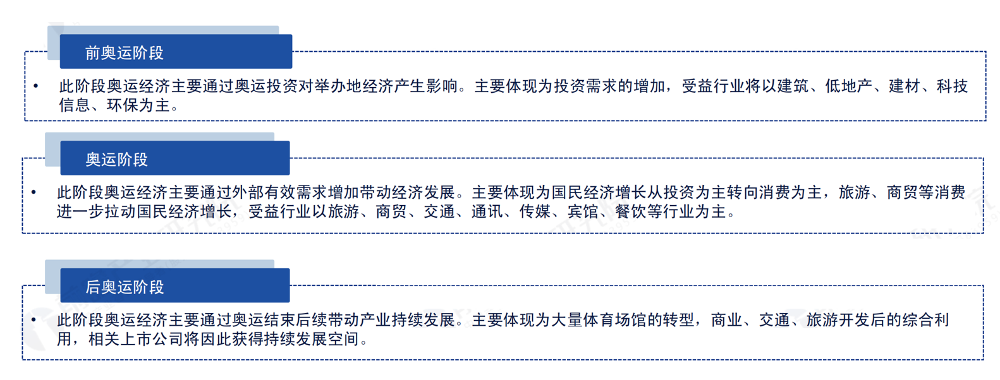 前奥运阶段
• 此阶段奥运经济主要通过奥运投资对举办地经济产生影响。主要体现为投资需求的增加，受益行业将以建筑、低地产、建材、科技
信息、环保为主。
奥运阶段
• 此阶段奥运经济主要通过外部有效需求增加带动经济发展。主要体现为国民经济增长从投资为主转向消费为主，旅游、商贸等消费
进一步拉动国民经济增长，受益行业以旅游、商贸、交通、通讯、传媒、宾馆、餐饮等行业为主。
后奥运阶段
• 此阶段奥运经济主要通过奥运结束后续带动产业持续发展。主要体现为大量体育场馆的转型，商业、交通、旅游开发后的综合利
用，相关上市公司将因此获得持续发展空间。